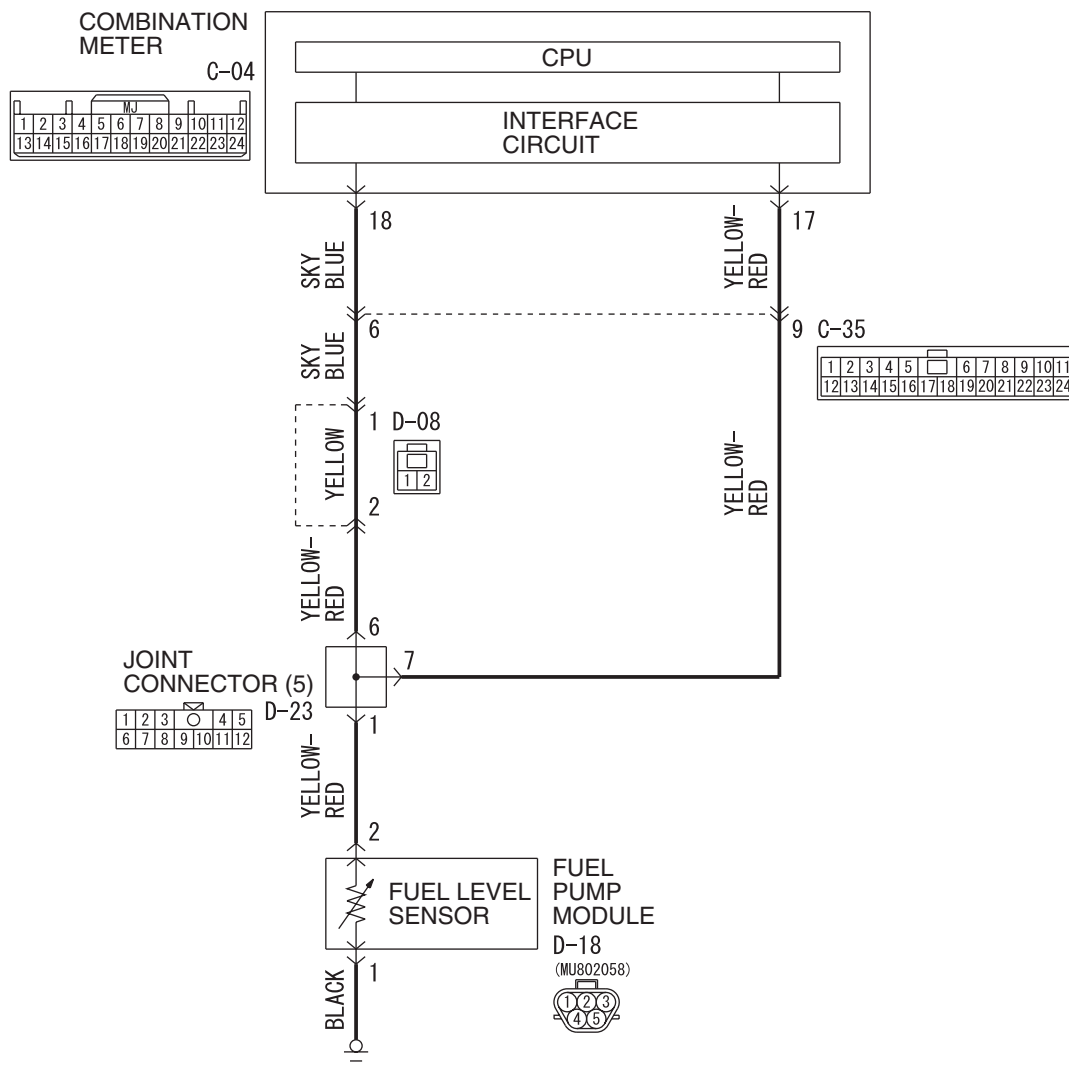 COMBINATION
METER
C-04
MJ
1 2 3 4 5 6 7 8 9 10 11 12
13 14 15 16 17 18 19 20 21 22 23 24
CPU
INTERFACE
CIRCUIT
18
17
SKY
BLUE
YELLOW-
RED
6
9 C-35
1 2 3 4 5 6 7 8 9 10 11
12 13 14 15 16 17 18 19 20 21 22 23 24
SKY
BLUE
1 D-08
1 2
YELLOW
2
YELLOW-
RED
YELLOW-
RED
6
7
JOINT
CONNECTOR (5)
D-23
1 2 3 4 5
6 7 8 9 10 11 12
1
YELLOW-
RED
2
FUEL LEVEL
SENSOR
FUEL
PUMP
MODULE
D-18
(MU802058)
1 2 3
4 5
1
BLACK